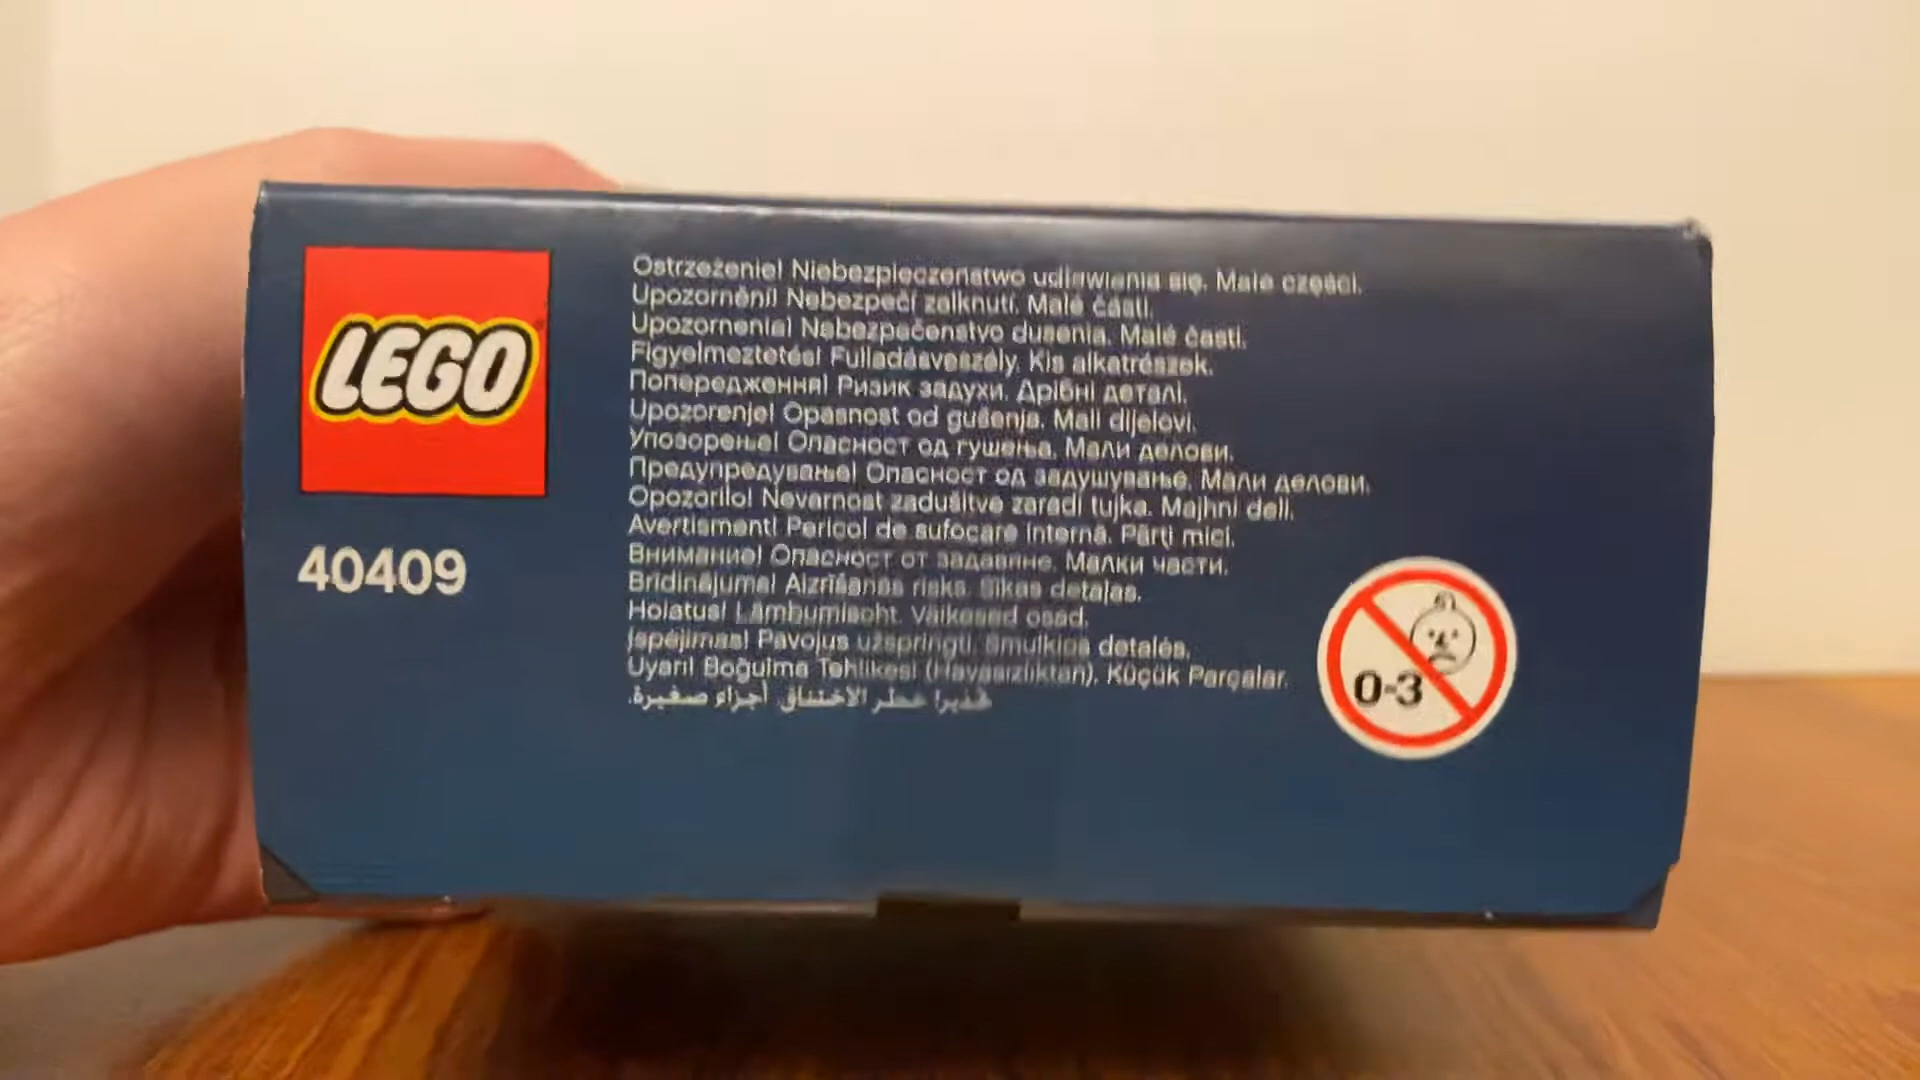 LEGO
40409
Ostrzeżenie! Niebezpieczeństwo udławienia się. Małe części.
Upozornění! Nebezpečí zalknutí. Malé části.
Upozornenie! Nebezpečenstvo dusenia. Malé časti.
Figyelmeztetés! Fulladásveszély. Kis alkatrészek.
Попередження! Ризик задухи. Дрібні деталі.
Upozorenje! Opasnost od gušenja. Mali dijelovi.
Упозорење! Опасност од гушења. Мали делови.
Предупредување! Опасност од задушување. Мали делови.
Opozorilo! Nevarnost zadušitve zaradi tujka. Majhni deli.
Avertisment! Pericol de sufocare internă. Părți mici.
Внимание! Опасност от задавяне. Малки части.
Brīdinājums! Aizrīšanās risks. Sīkas detaļas.
Hoiatus! Lämbumisoht. Väikesed osad.
Įspėjimas! Pavojus užspringti. Smulkios detalės.
Uyarı! Boğulma Tehlikesi (Havasızlıktan). Küçük Parçalar.
تحذير! خطر الاختناق. أجزاء صغيرة.
0-3